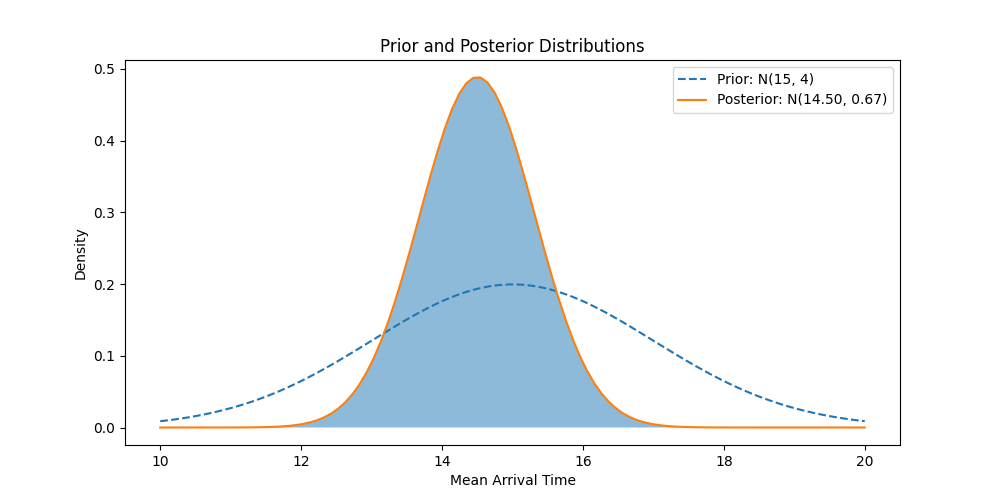 Prior and Posterior Distributions
Prior: N(15, 4)
Posterior: N(14.50, 0.67)
Density
0.5
0.4
0.3
0.2
0.1
0.0
10 12 14 16 18 20
Mean Arrival Time